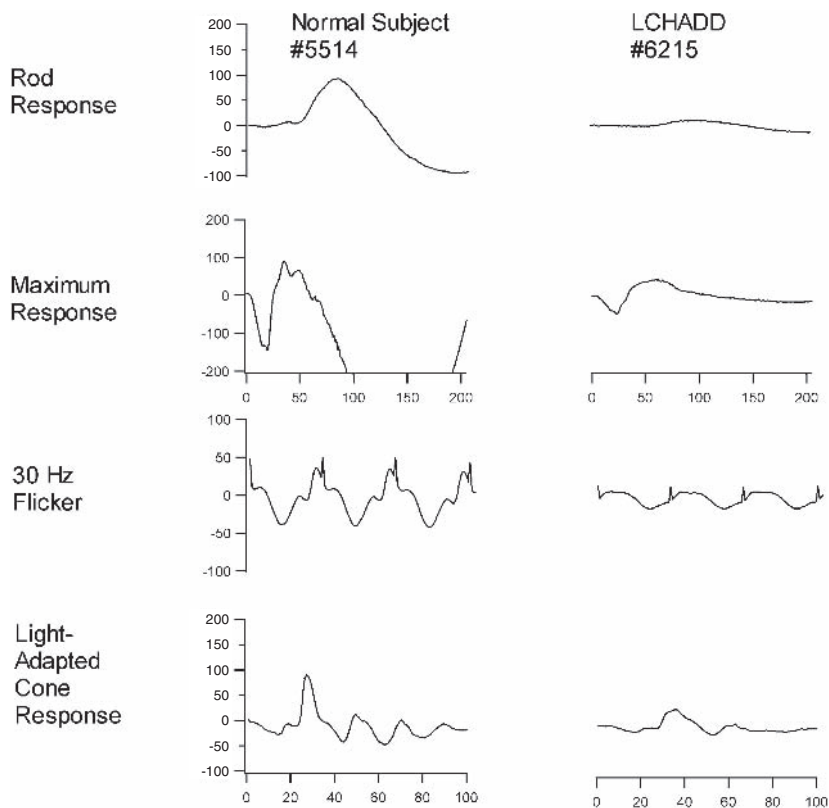 Normal Subject
#5514
LCHADD
#6215
Rod
Response
200
150
100
50
0
-50
-100
Maximum
Response
200
100
0
-100
-200
0 50 100 150 200
0 50 100 150 200
30 Hz
Flicker
100
50
0
-50
-100
Light-
Adapted
Cone
Response
200
150
100
50
0
-50
-100
0 20 40 60 80 100
0 20 40 60 80 100